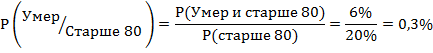 P(Умер/Старше 80) = P(Умер и старше 80)/P(старше 80) = 6%/20% = 0,3%